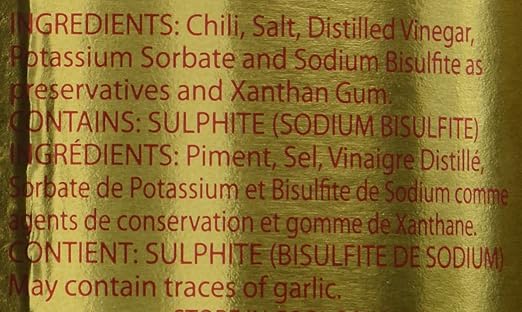 INGREDIENTS: Chili, Salt, Distilled Vinegar,
Potassium Sorbate and Sodium Bisulfite as
preservatives and Xanthan Gum.
CONTAINS: SULPHITE (SODIUM BISULFITE)
INGRÉDIENTS: Piment, Sel, Vinaigre Distillé,
Sorbate de Potassium et Bisulfite de Sodium comme
agents de conservation et gomme de Xanthane.
CONTIENT: SULPHITE (BISULFITE DE SODIUM)
May contain traces of garlic.